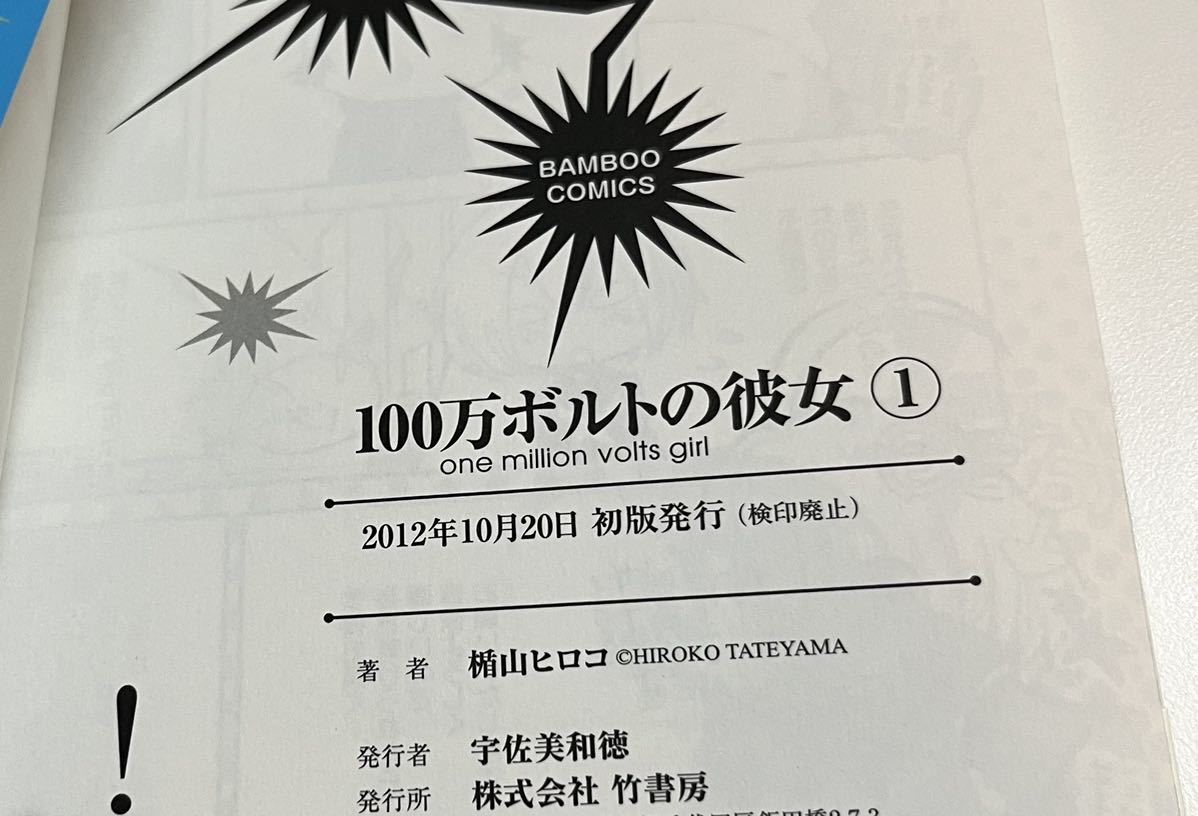 BAMBOO
COMICS
100万ボルトの彼女 ①
one million volts girl
2012年10月20日 初版発行（検印廃止）
著 者 楯山ヒロコ ©HIROKO TATEYAMA
発行者 宇佐美和徳
発行所 株式会社 竹書房
!